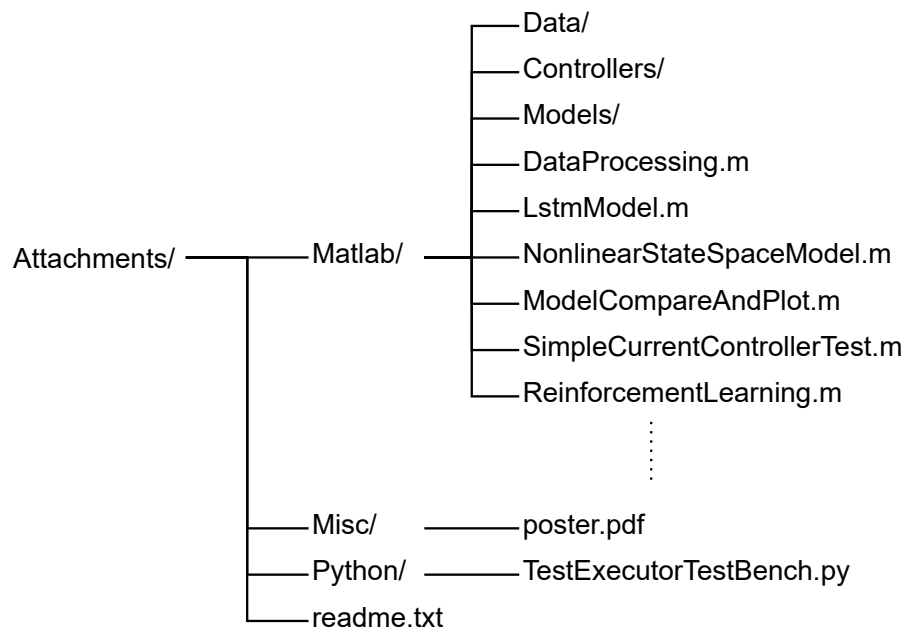 Attachments/
Matlab/
Data/
Controllers/
Models/
DataProcessing.m
LstmModel.m
NonlinearStateSpaceModel.m
ModelCompareAndPlot.m
SimpleCurrentControllerTest.m
ReinforcementLearning.m
Misc/
poster.pdf
Python/
TestExecutorTestBench.py
readme.txt